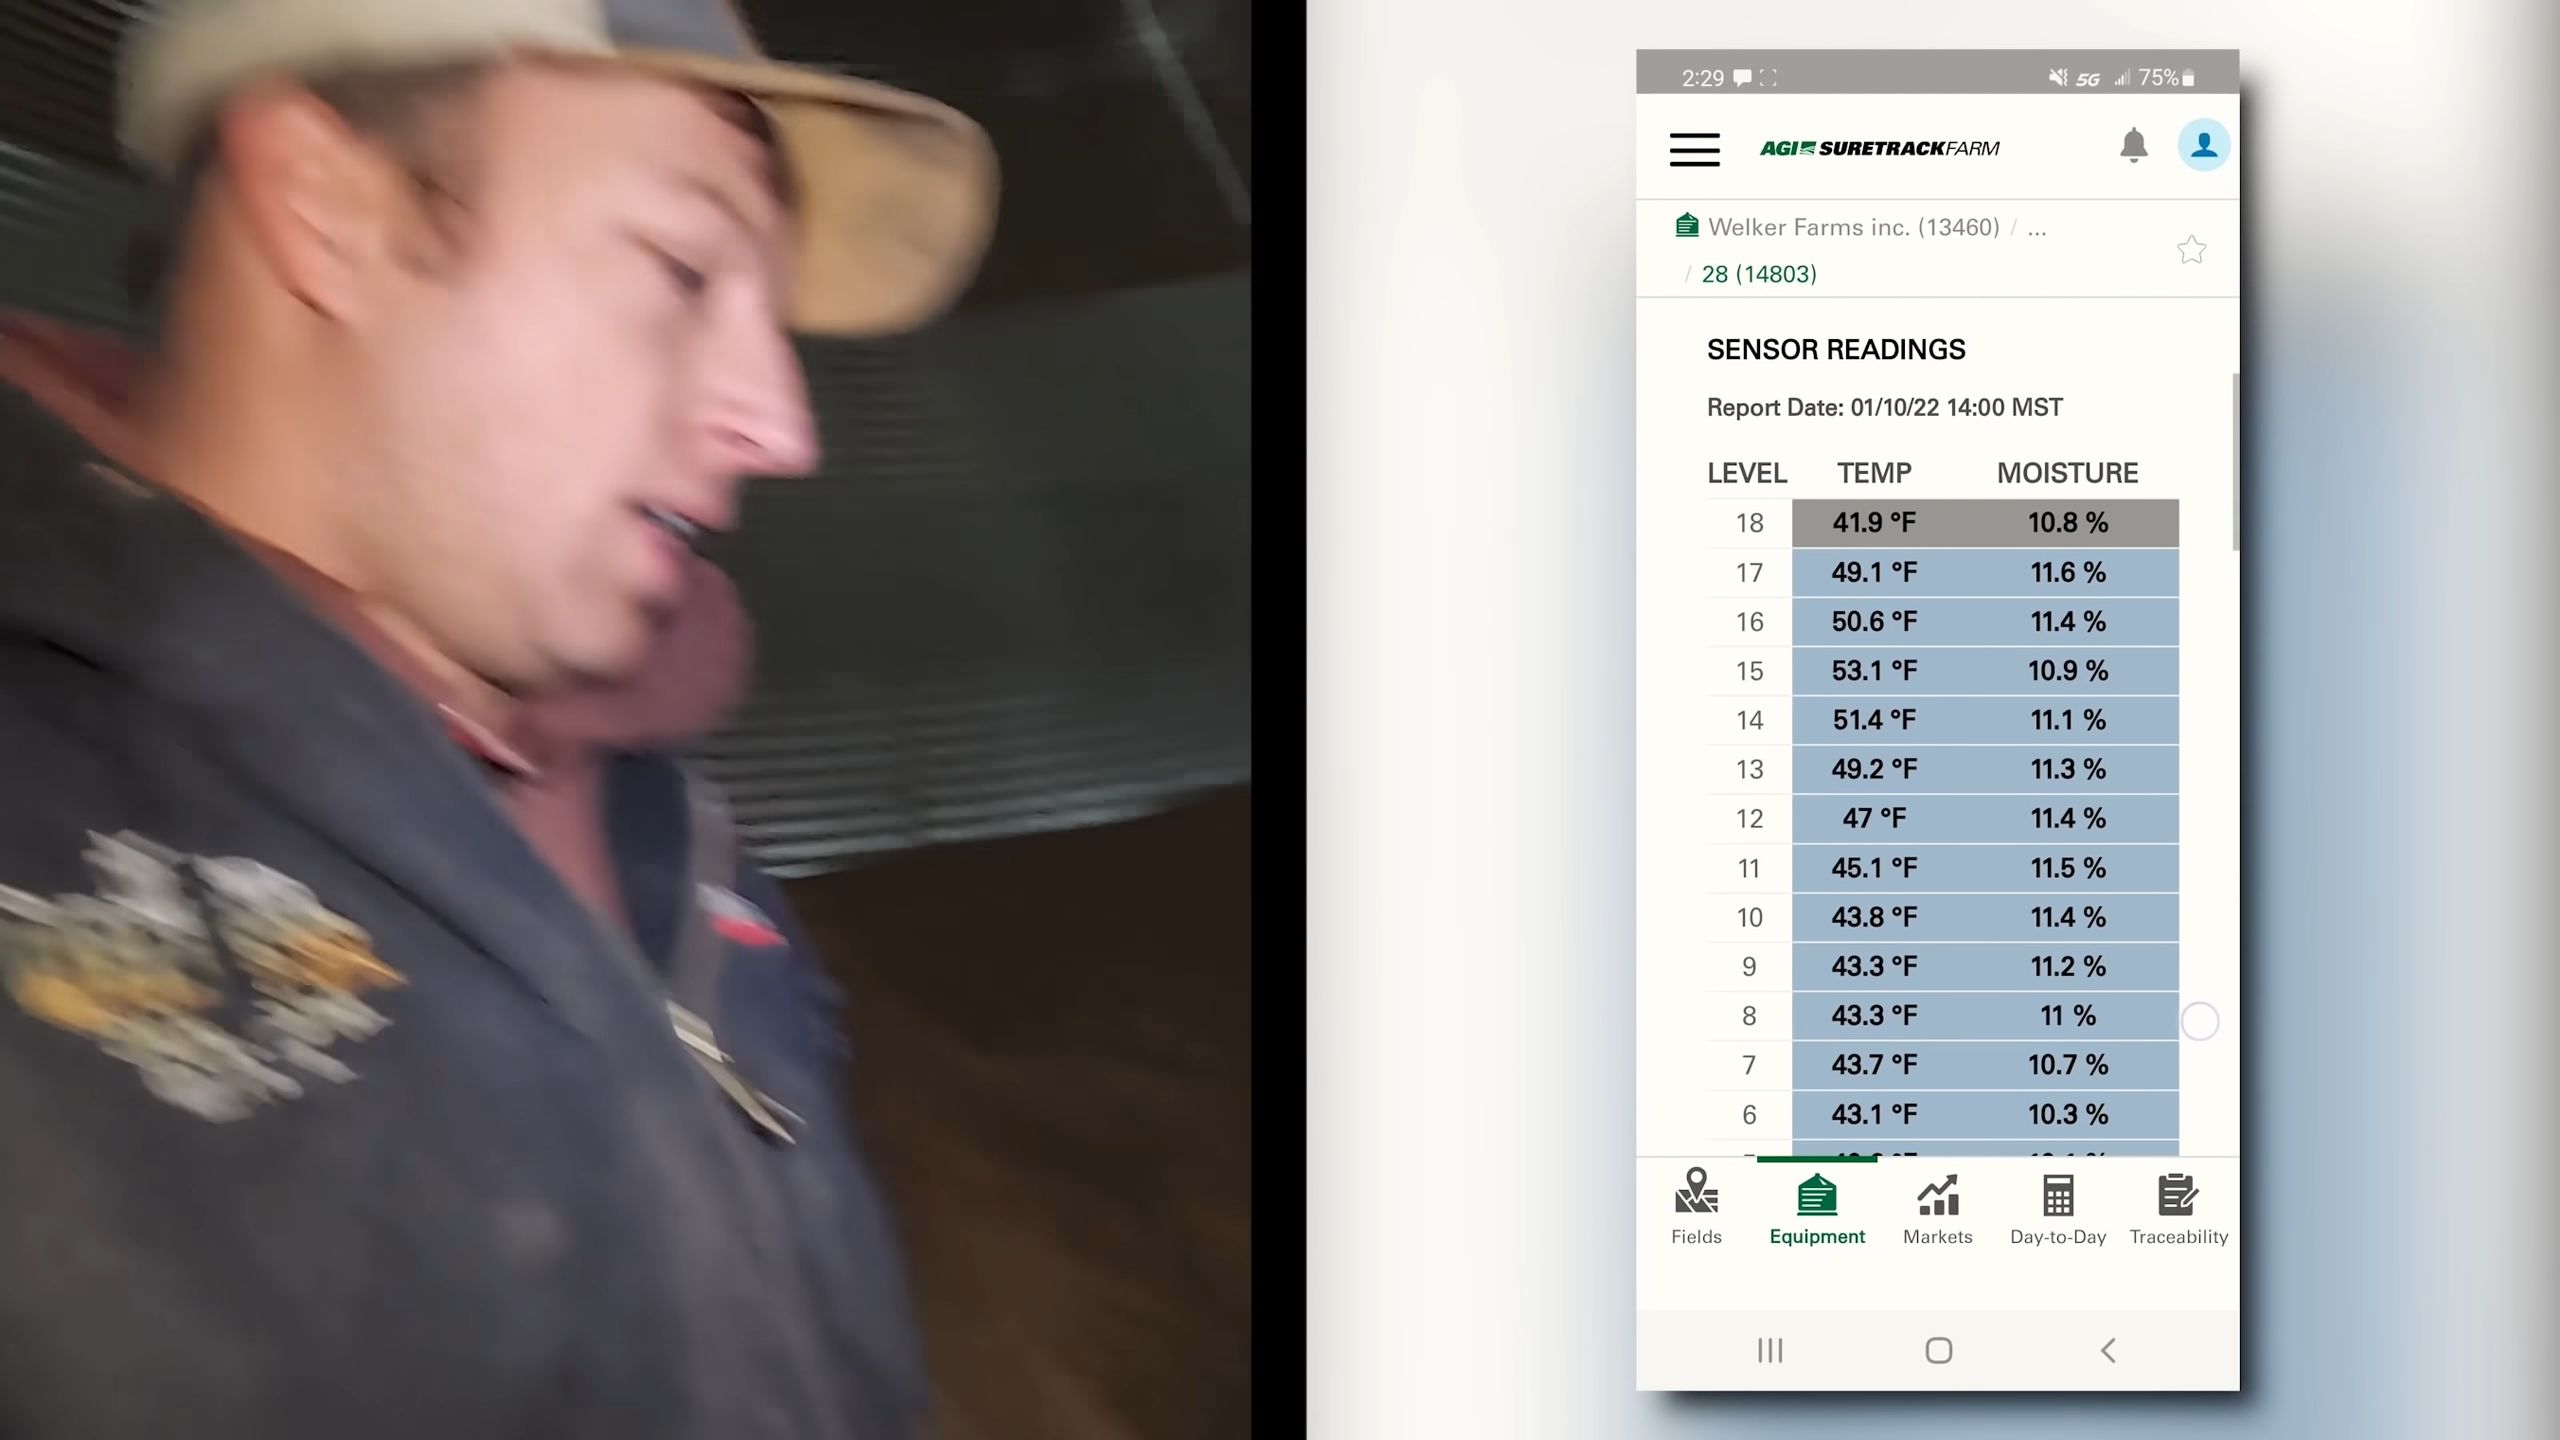 2:29 5G 75%
AGI SURETRACKFARM
Welker Farms inc. (13460) / ...
/ 28 (14803)
SENSOR READINGS
Report Date: 01/10/22 14:00 MST
LEVEL TEMP MOISTURE
18 41.9 °F 10.8 %
17 49.1 °F 11.6 %
16 50.6 °F 11.4 %
15 53.1 °F 10.9 %
14 51.4 °F 11.1 %
13 49.2 °F 11.3 %
12 47 °F 11.4 %
11 45.1 °F 11.5 %
10 43.8 °F 11.4 %
9 43.3 °F 11.2 %
8 43.3 °F 11 %
7 43.7 °F 10.7 %
6 43.1 °F 10.3 %
Fields Equipment Markets Day-to-Day Traceability